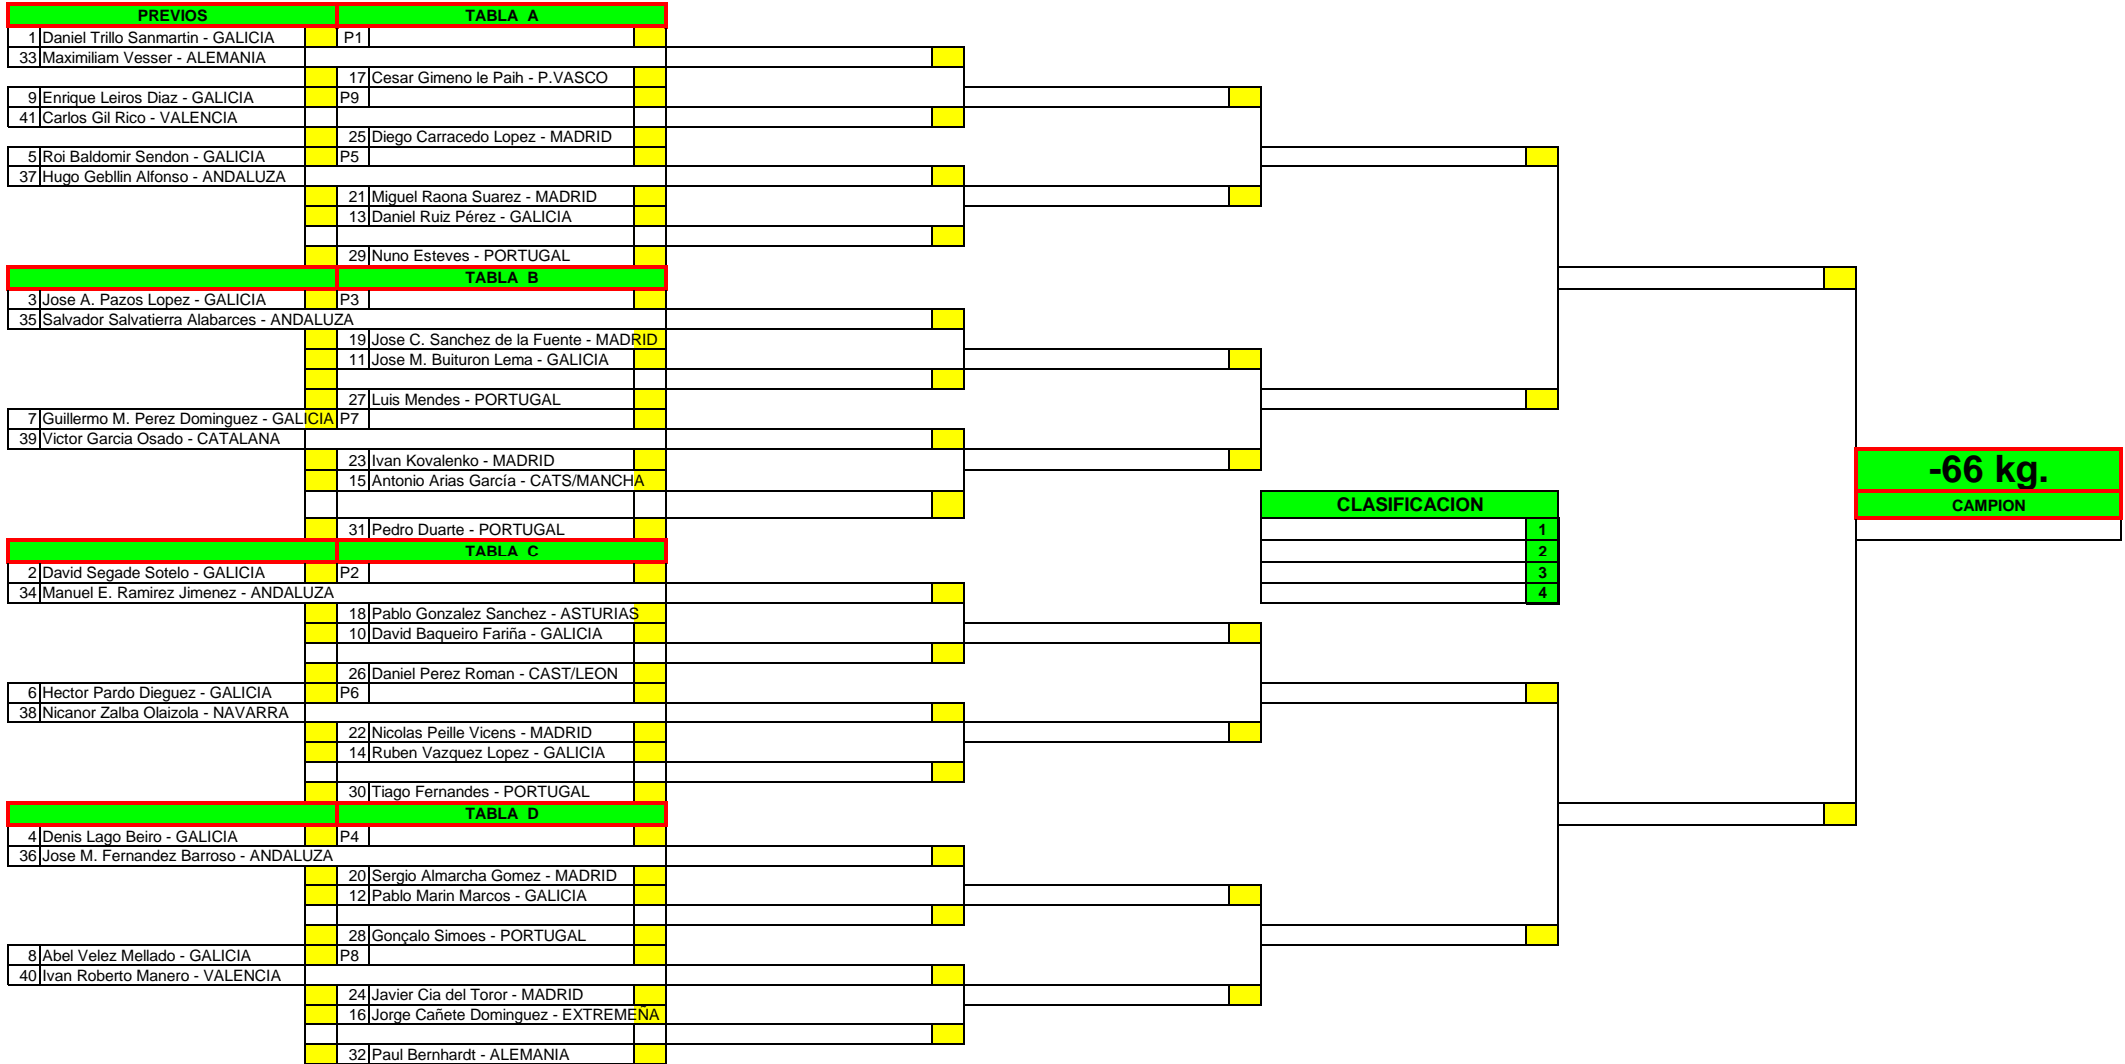 PREVIOS TABLA A
1 Daniel Trillo Sanmartin - GALICIA P1
33 Maximiliam Vesser - ALEMANIA
17 Cesar Gimeno le Paih - P.VASCO
9 Enrique Leiros Diaz - GALICIA P9
41 Carlos Gil Rico - VALENCIA
25 Diego Carracedo Lopez - MADRID
5 Roi Baldomir Sendon - GALICIA P5
37 Hugo Gebllin Alfonso - ANDALUZA
21 Miguel Raona Suarez - MADRID
13 Daniel Ruiz Pérez - GALICIA
29 Nuno Esteves - PORTUGAL
TABLA B
3 Jose A. Pazos Lopez - GALICIA P3
35 Salvador Salvatierra Alabarces - ANDALUZA
19 Jose C. Sanchez de la Fuente - MADRID
11 Jose M. Buituron Lema - GALICIA
27 Luis Mendes - PORTUGAL
7 Guillermo M. Perez Dominguez - GALICIA P7
39 Victor Garcia Osado - CATALANA
23 Ivan Kovalenko - MADRID
15 Antonio Arias García - CATS/MANCHA
31 Pedro Duarte - PORTUGAL
TABLA C
2 David Segade Sotelo - GALICIA P2
34 Manuel E. Ramirez Jimenez - ANDALUZA
18 Pablo Gonzalez Sanchez - ASTURIAS
10 David Baqueiro Fariña - GALICIA
26 Daniel Perez Roman - CAST/LEON
6 Hector Pardo Dieguez - GALICIA P6
38 Nicanor Zalba Olaizola - NAVARRA
22 Nicolas Peille Vicens - MADRID
14 Ruben Vazquez Lopez - GALICIA
30 Tiago Fernandes - PORTUGAL
TABLA D
4 Denis Lago Beiro - GALICIA P4
36 Jose M. Fernandez Barroso - ANDALUZA
20 Sergio Almarcha Gomez - MADRID
12 Pablo Marin Marcos - GALICIA
28 Gonçalo Simoes - PORTUGAL
8 Abel Velez Mellado - GALICIA P8
40 Ivan Roberto Manero - VALENCIA
24 Javier Cia del Toror - MADRID
16 Jorge Cañete Dominguez - EXTREMEÑA
32 Paul Bernhardt - ALEMANIA
CLASIFICACION
1
2
3
4
-66 kg.
CAMPION